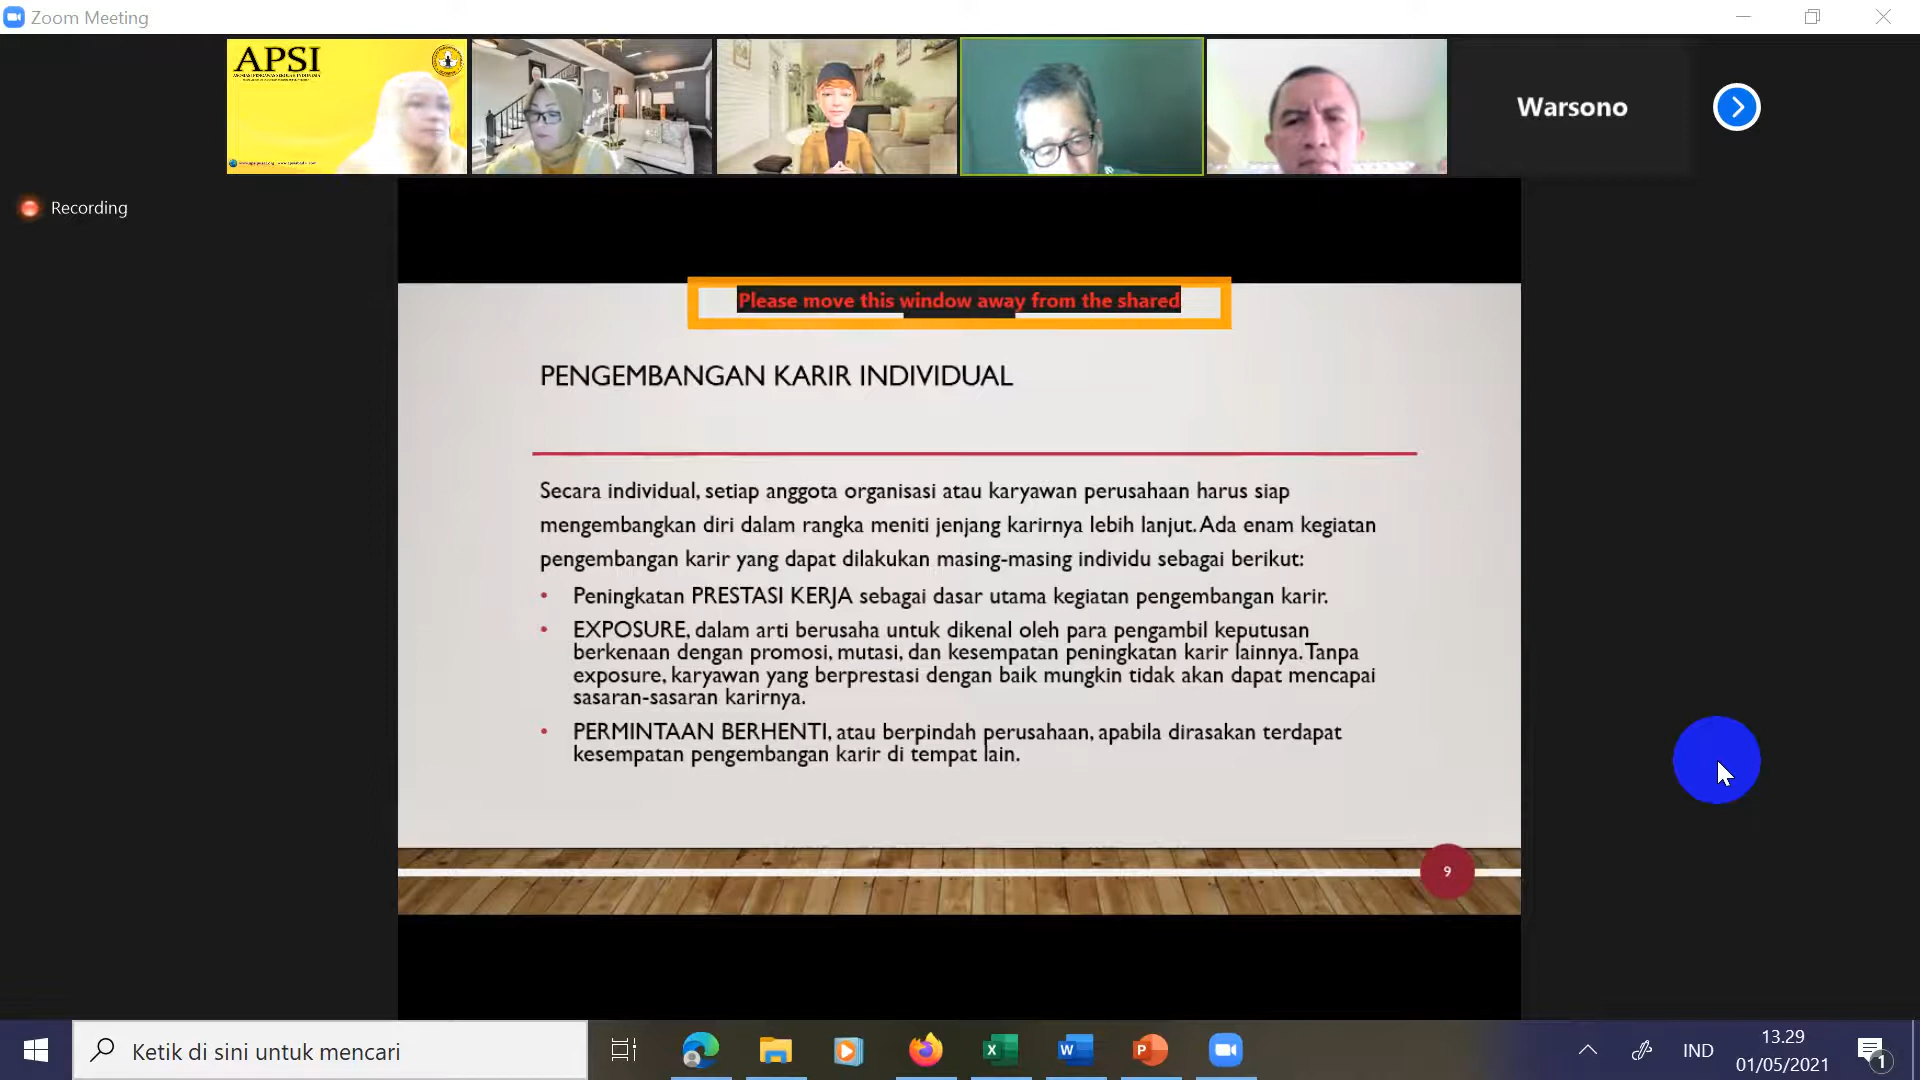 Zoom Meeting
APSI
ASOSIASI PENGAWAS SEKOLAH INDONESIA
Warsono
Recording
Please move this window away from the shared
PENGEMBANGAN KARIR INDIVIDUAL
Secara individual, setiap anggota organisasi atau karyawan perusahaan harus siap
mengembangkan diri dalam rangka meniti jenjang karirnya lebih lanjut. Ada enam kegiatan
pengembangan karir yang dapat dilakukan masing-masing individu sebagai berikut:
• Peningkatan PRESTASI KERJA sebagai dasar utama kegiatan pengembangan karir.
• EXPOSURE, dalam arti berusaha untuk dikenal oleh para pengambil keputusan
berkenaan dengan promosi, mutasi, dan kesempatan peningkatan karir lainnya. Tanpa
exposure, karyawan yang berprestasi dengan baik mungkin tidak akan dapat mencapai
sasaran-sasaran karirnya.
• PERMINTAAN BERHENTI, atau berpindah perusahaan, apabila dirasakan terdapat
kesempatan pengembangan karir di tempat lain.
9
Ketik di sini untuk mencari
IND
13.29
01/05/2021
1